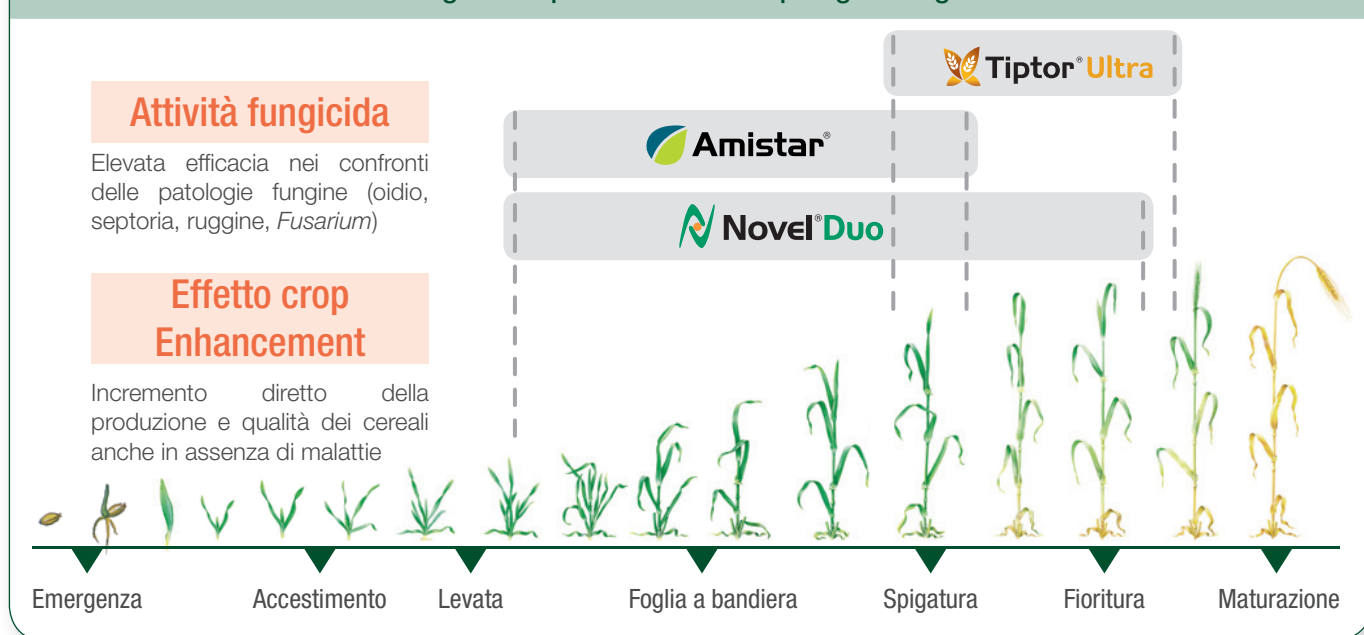 Tiptor® Ultra
Attività fungicida
Amistar®
Elevata efficacia nei confronti
delle patologie fungine (oidio,
septoria, ruggine, Fusarium)
Novel® Duo
Effetto crop
Enhancement
Incremento diretto della
produzione e qualità dei cereali
anche in assenza di malattie
Emergenza Accestimento Levata Foglia a bandiera Spigatura Fioritura Maturazione